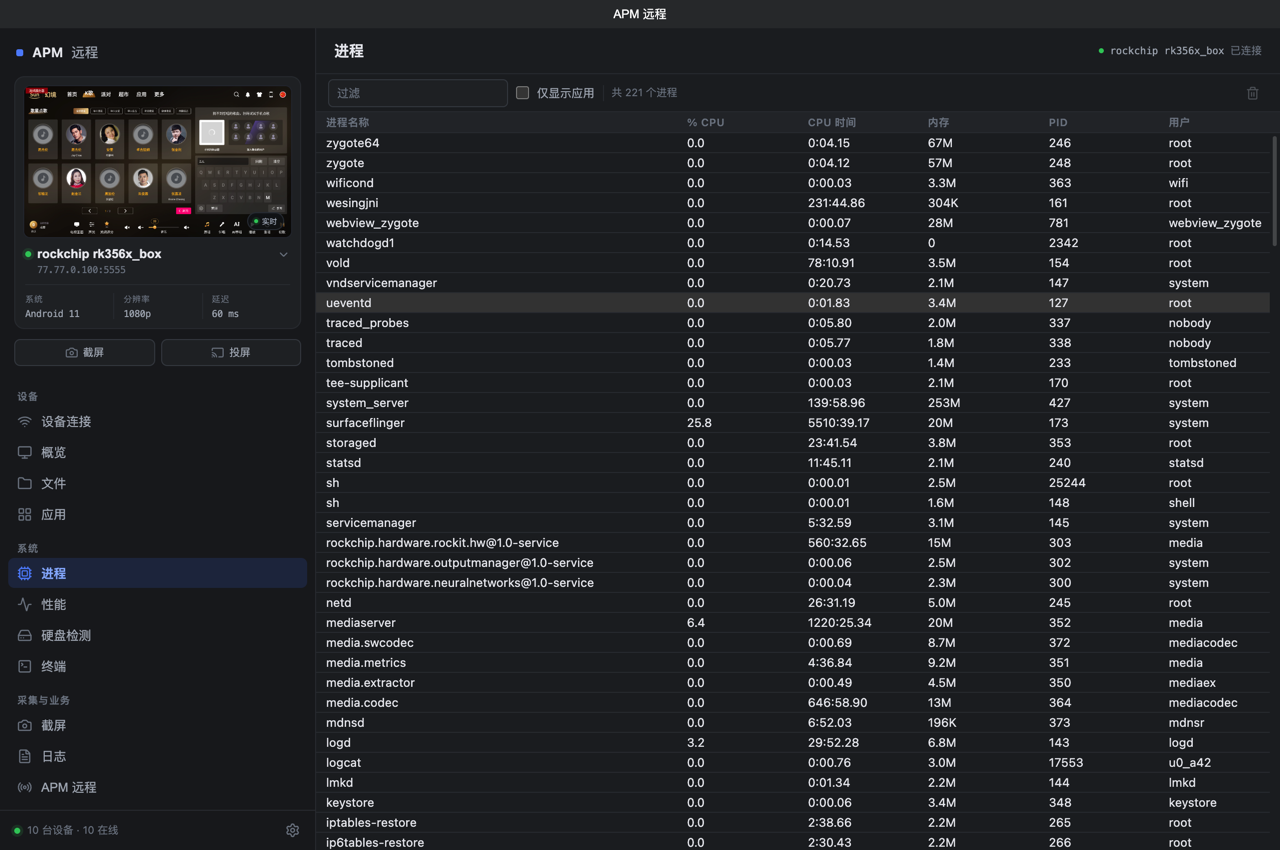 APM 远程
APM 远程
首页 派对 超市 应用 更多
实时
rockchip rk356x_box
77.77.0.100:5555
系统 分辨率 延迟
Android 11 1080p 60 ms
截屏 投屏
设备
设备连接
概览
文件
应用
系统
进程
性能
硬盘检测
终端
采集与业务
截屏
日志
APM 远程
10 台设备 · 10 在线
进程
rockchip rk356x_box 已连接
过滤 仅显示应用 共 221 个进程
进程名称 % CPU CPU 时间 内存 PID 用户
zygote64 0.0 0:04.15 67M 246 root
zygote 0.0 0:04.12 57M 248 root
wificond 0.0 0:00.03 3.3M 363 wifi
wesingjni 0.0 231:44.86 304K 161 root
webview_zygote 0.0 0:00.07 28M 781 webview_zygote
watchdogd1 0.0 0:14.53 0 2342 root
vold 0.0 78:10.91 3.5M 154 root
vndservicemanager 0.0 0:20.73 2.1M 147 system
ueventd 0.0 0:01.83 3.4M 127 root
traced_probes 0.0 0:05.80 2.0M 337 nobody
traced 0.0 0:05.77 1.8M 338 nobody
tombstoned 0.0 0:00.03 1.4M 233 tombstoned
tee-supplicant 0.0 0:00.03 2.1M 170 root
system_server 0.0 139:58.96 253M 427 system
surfaceflinger 25.8 5510:39.17 20M 173 system
storaged 0.0 23:41.54 3.8M 353 root
statsd 0.0 11:45.11 2.1M 240 statsd
sh 0.0 0:00.01 2.5M 25244 root
sh 0.0 0:00.01 1.6M 148 shell
servicemanager 0.0 5:32.59 3.1M 145 system
rockchip.hardware.rockit.hw@1.0-service 0.0 560:32.65 15M 303 media
rockchip.hardware.outputmanager@1.0-service 0.0 0:00.06 2.5M 302 system
rockchip.hardware.neuralnetworks@1.0-service 0.0 0:00.04 2.3M 300 system
netd 0.0 26:31.19 5.0M 245 root
mediaserver 6.4 1220:25.34 20M 352 media
media.swcodec 0.0 0:00.69 8.7M 372 mediacodec
media.metrics 0.0 4:36.84 9.2M 351 media
media.extractor 0.0 0:00.49 4.5M 350 mediaex
media.codec 0.0 646:58.90 13M 364 mediacodec
mdnsd 0.0 6:52.03 196K 373 mdnsr
logd 3.2 29:52.28 6.8M 143 logd
logcat 0.0 0:00.76 3.0M 17553 u0_a42
lmkd 0.0 0:01.34 2.2M 144 lmkd
keystore 0.0 0:00.06 3.4M 348 keystore
iptables-restore 0.0 2:38.66 2.2M 265 root
ip6tables-restore 0.0 2:30.43 2.2M 266 root